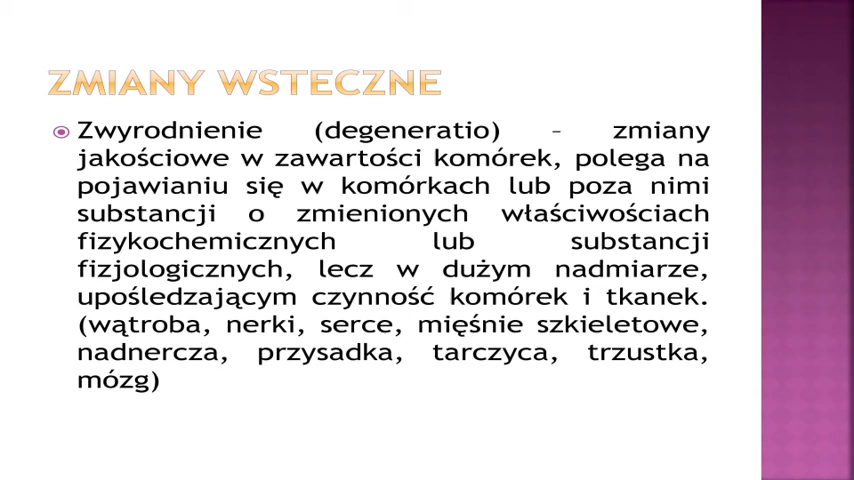 ZMIANY WSTECZNE
Zwyrodnienie (degeneratio) – zmiany
jakościowe w zawartości komórek, polega na
pojawianiu się w komórkach lub poza nimi
substancji o zmienionych właściwościach
fizykochemicznych lub substancji
fizjologicznych, lecz w dużym nadmiarze,
upośledzającym czynność komórek i tkanek.
(wątroba, nerki, serce, mięśnie szkieletowe,
nadnercza, przysadka, tarczyca, trzustka,
mózg)